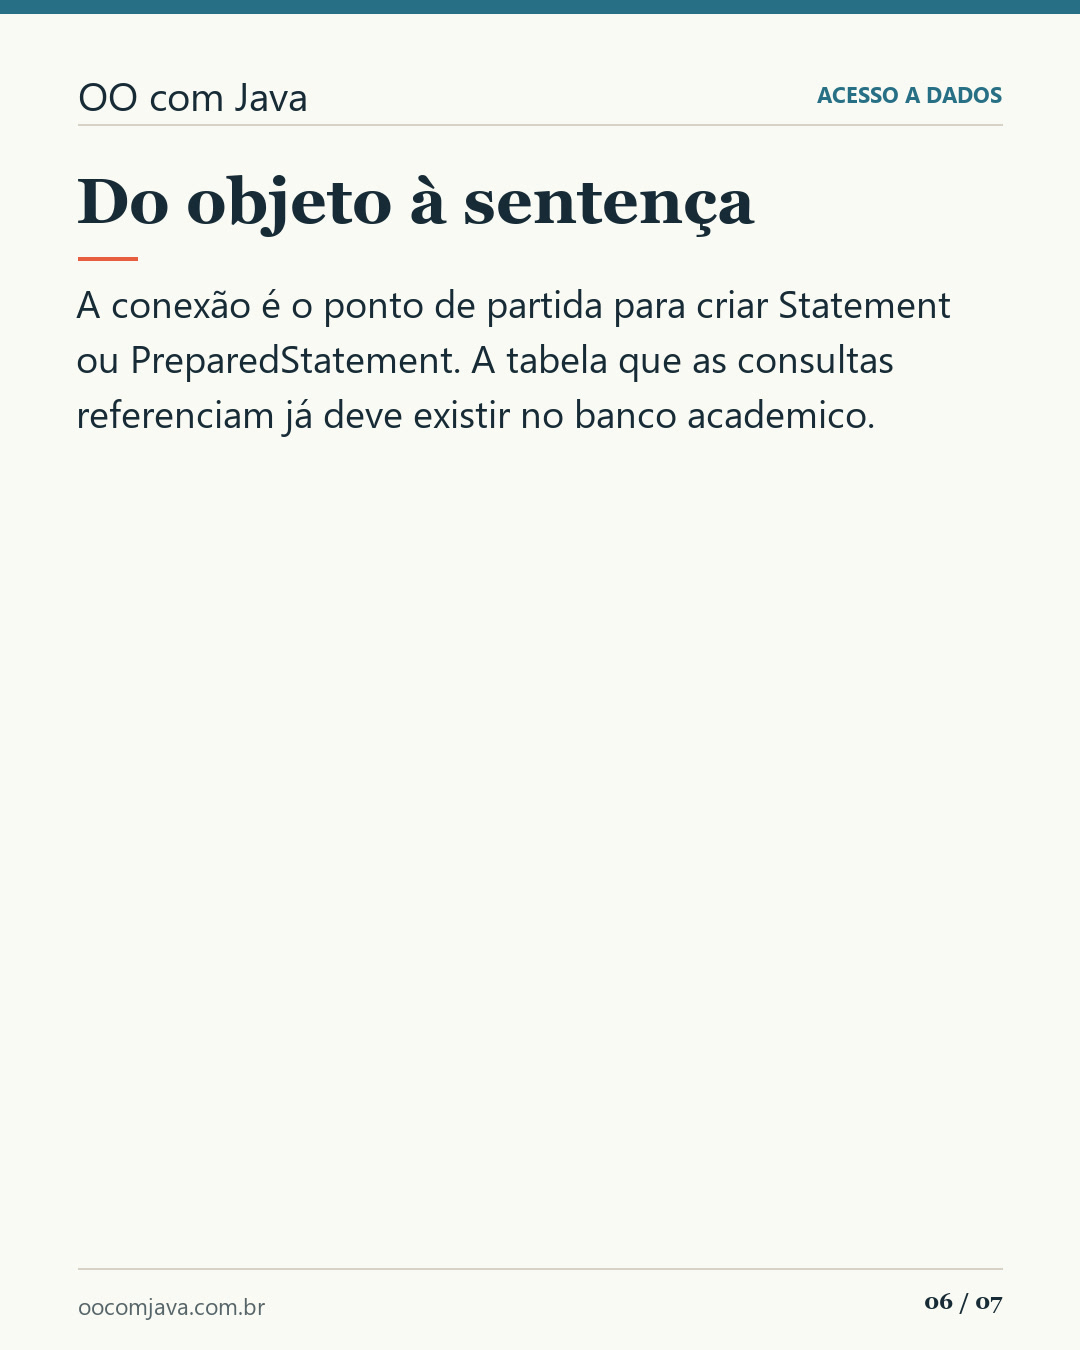 OO com Java
ACESSO A DADOS
Do objeto à sentença
A conexão é o ponto de partida para criar Statement
ou PreparedStatement. A tabela que as consultas
referenciam já deve existir no banco academico.
oocomjava.com.br
06 / 07